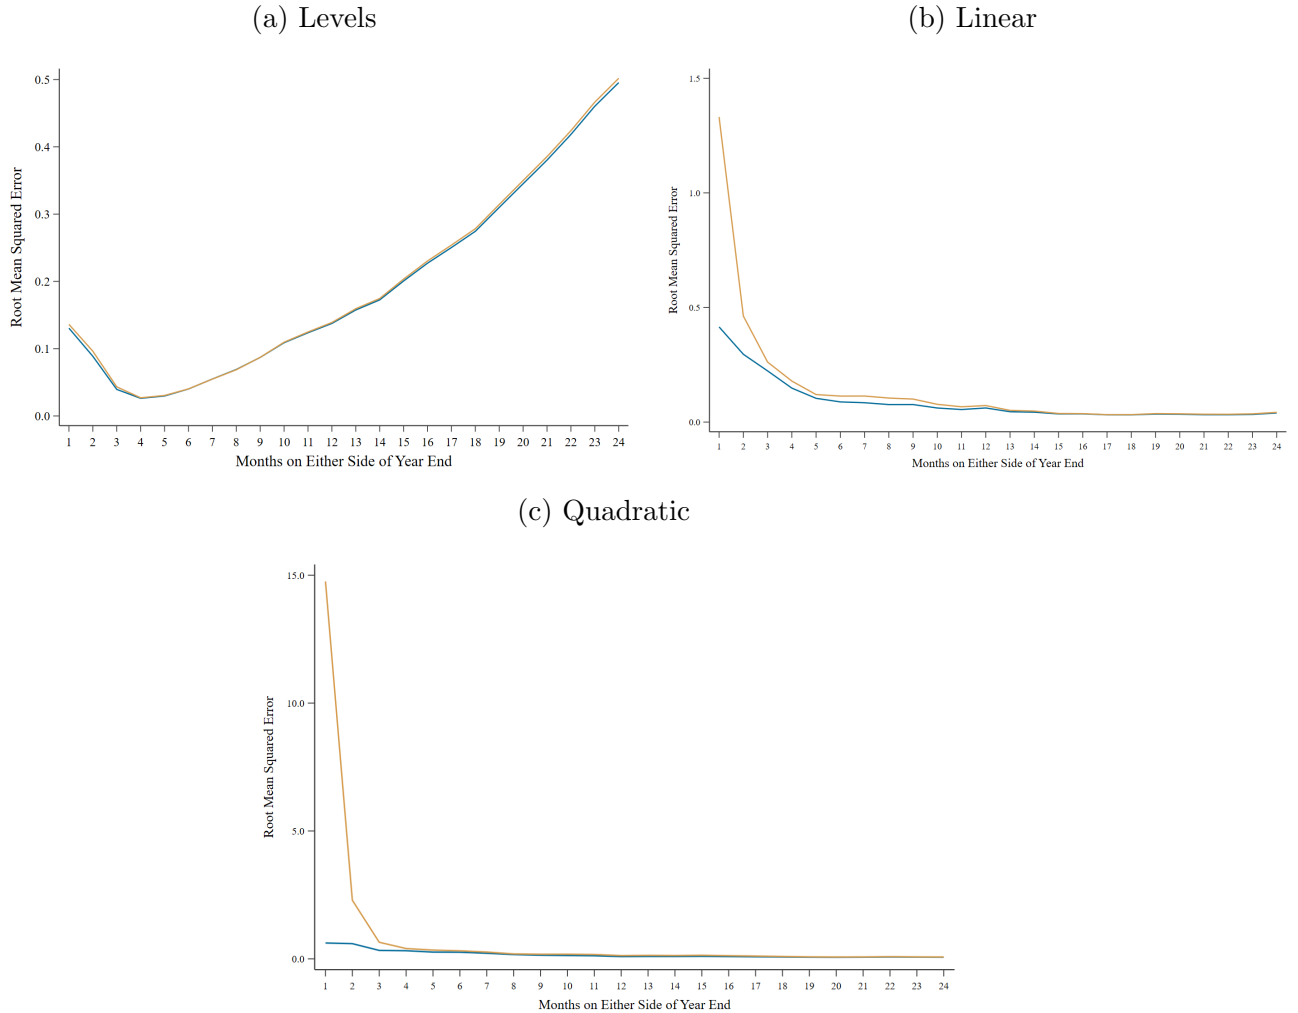 (a) Levels
0.5
0.4
0.3
0.2
0.1
0.0
Root Mean Squared Error
1 2 3 4 5 6 7 8 9 10 11 12 13 14 15 16 17 18 19 20 21 22 23 24
Months on Either Side of Year End
(b) Linear
1.5
1.0
0.5
0.0
Root Mean Squared Error
1 2 3 4 5 6 7 8 9 10 11 12 13 14 15 16 17 18 19 20 21 22 23 24
Months on Either Side of Year End
(c) Quadratic
15.0
10.0
5.0
0.0
Root Mean Squared Error
1 2 3 4 5 6 7 8 9 10 11 12 13 14 15 16 17 18 19 20 21 22 23 24
Months on Either Side of Year End